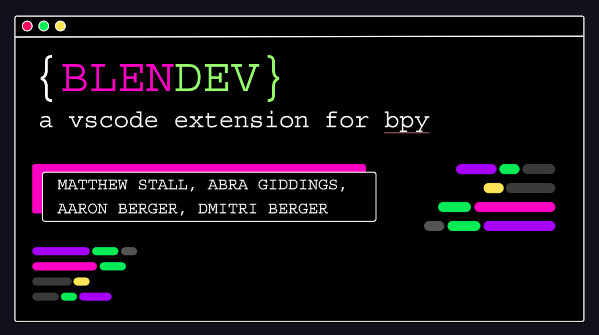 {BLENDEV}
a vscode extension for bpy
MATTHEW STALL, ABRA GIDDINGS,
AARON BERGER, DMITRI BERGER